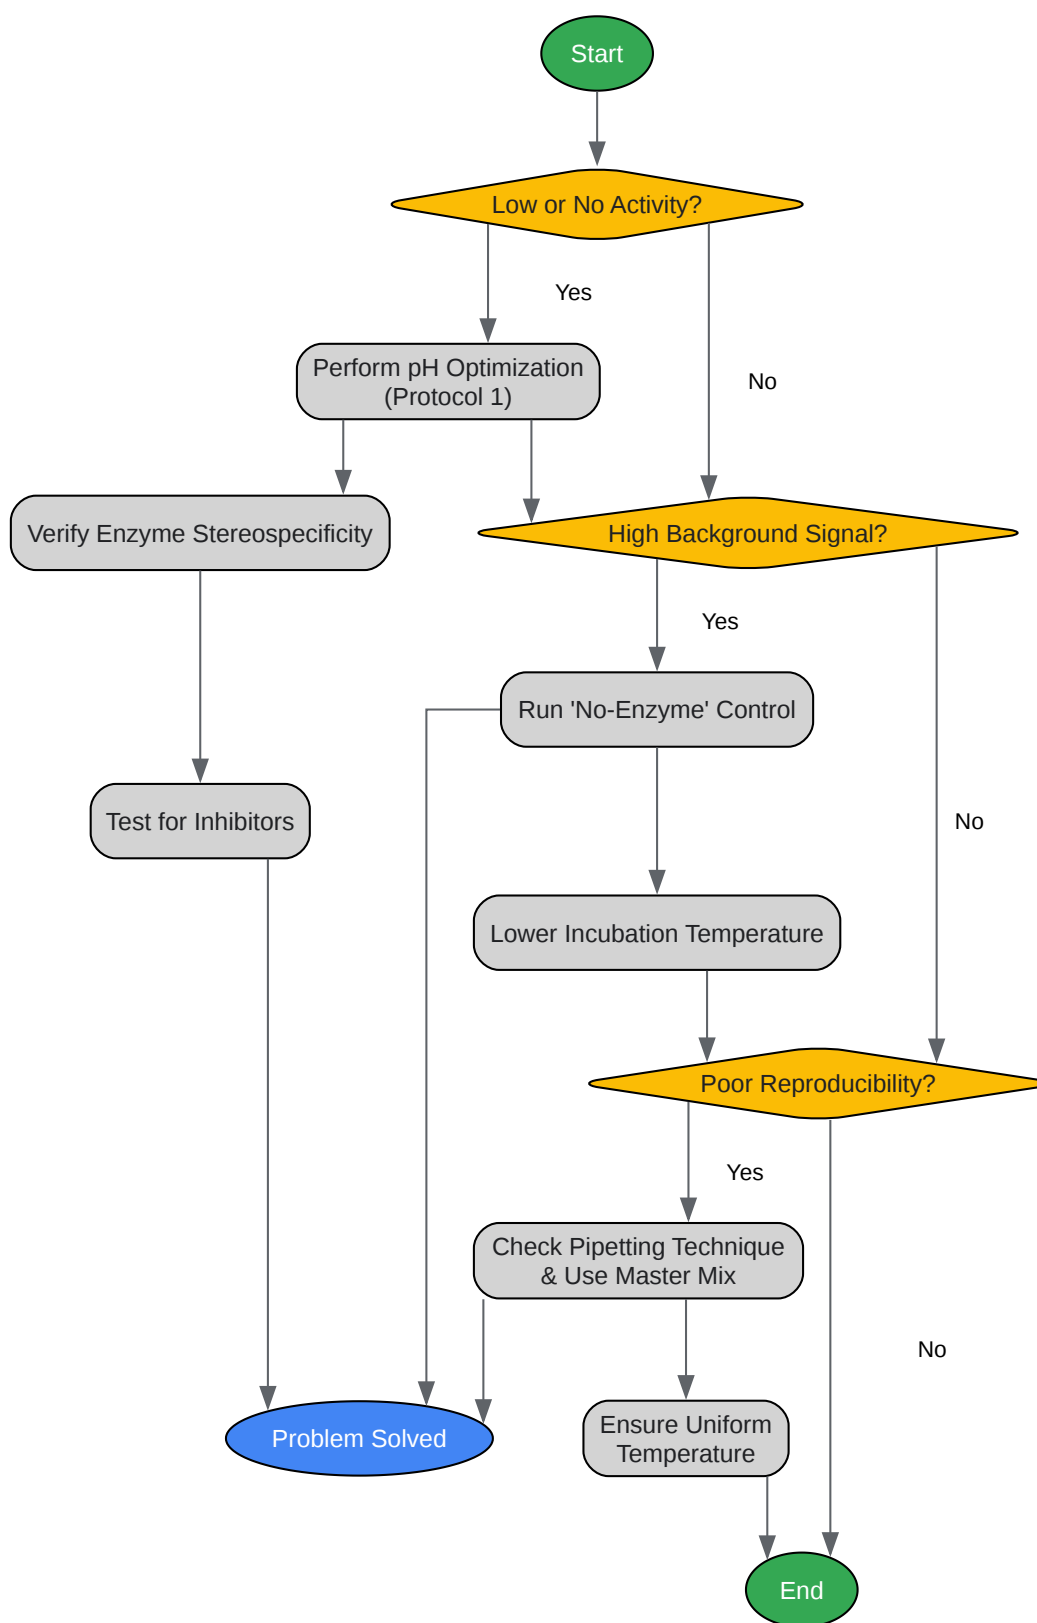 Start
Low or No Activity?
Yes
Perform pH Optimization
(Protocol 1)
No
Verify Enzyme Stereospecificity
High Background Signal?
Yes
Run 'No-Enzyme' Control
Test for Inhibitors
No
Lower Incubation Temperature
Poor Reproducibility?
Yes
Check Pipetting Technique
& Use Master Mix
No
Ensure Uniform
Temperature
Problem Solved
End